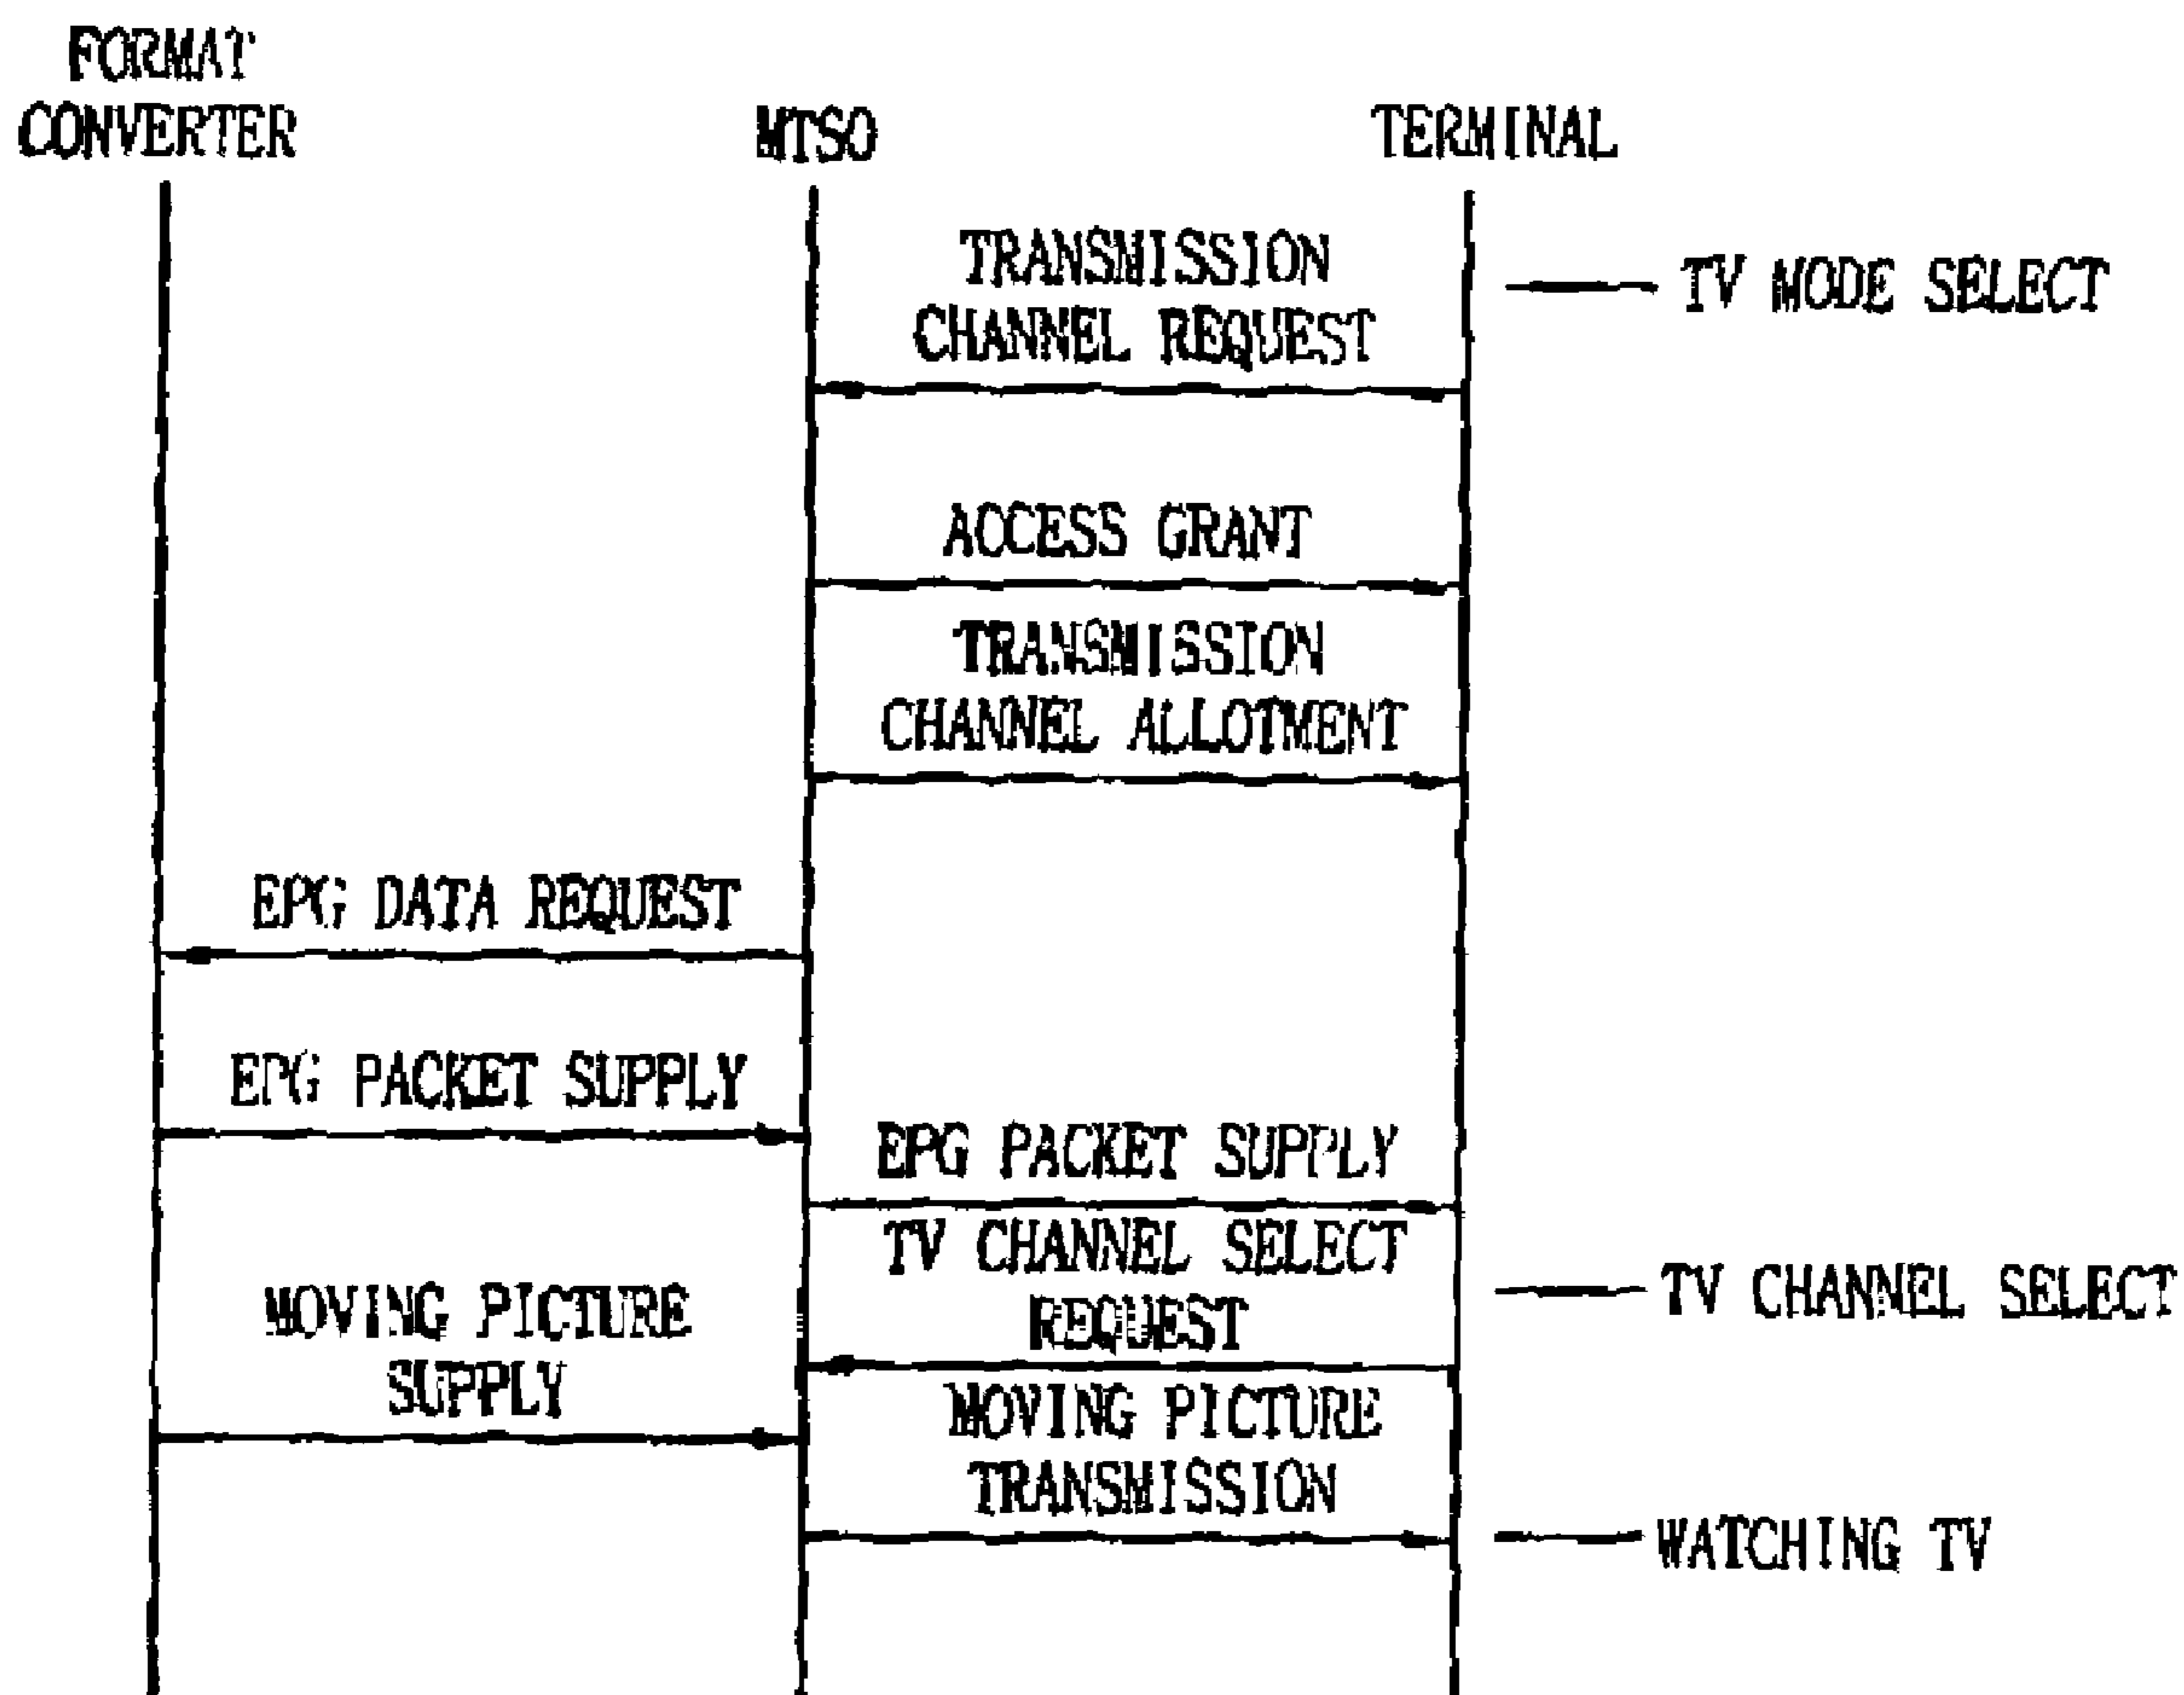 FORMAT
CONVERTER
MTSO
TERMINAL
TRANSMISSION
CHANNEL REQUEST
TV MODE SELECT
ACCESS GRANT
TRANSMISSION
CHANNEL ALLOTMENT
EPG DATA REQUEST
EPG PACKET SUPPLY
EPG PACKET SUPPLY
TV CHANNEL SELECT
REQUEST
TV CHANNEL SELECT
MOVING PICTURE
SUPPLY
MOVING PICTURE
TRANSMISSION
WATCHING TV